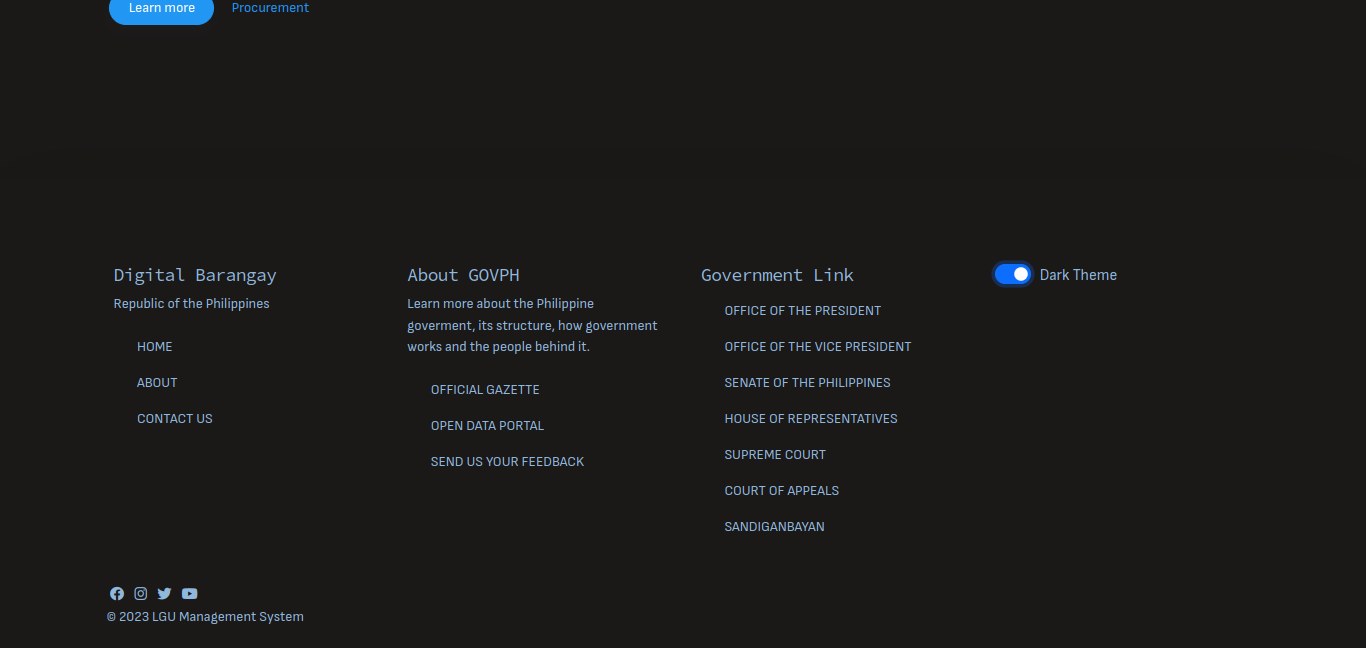 Learn more
Procurement
Digital Barangay
Republic of the Philippines
HOME
ABOUT
CONTACT US
About GOVPH
Learn more about the Philippine
goverment, its structure, how government
works and the people behind it.
OFFICIAL GAZETTE
OPEN DATA PORTAL
SEND US YOUR FEEDBACK
Government Link
OFFICE OF THE PRESIDENT
OFFICE OF THE VICE PRESIDENT
SENATE OF THE PHILIPPINES
HOUSE OF REPRESENTATIVES
SUPREME COURT
COURT OF APPEALS
SANDIGANBAYAN
Dark Theme
© 2023 LGU Management System